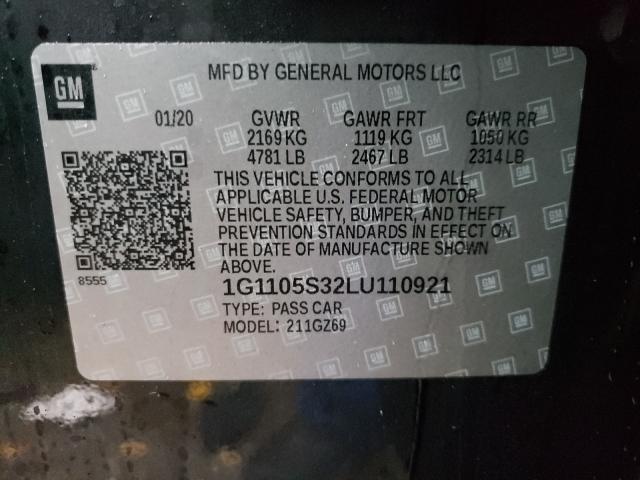 GM
MFD BY GENERAL MOTORS LLC
01/20 GVWR GAWR FRT GAWR RR
2169 KG 1119 KG 1050 KG
4781 LB 2467 LB 2314 LB
THIS VEHICLE CONFORMS TO ALL
APPLICABLE U.S. FEDERAL MOTOR
VEHICLE SAFETY, BUMPER, AND THEFT
PREVENTION STANDARDS IN EFFECT ON
THE DATE OF MANUFACTURE SHOWN
ABOVE.
8555
1G1105S32LU110921
TYPE: PASS CAR
MODEL: 211GZ69